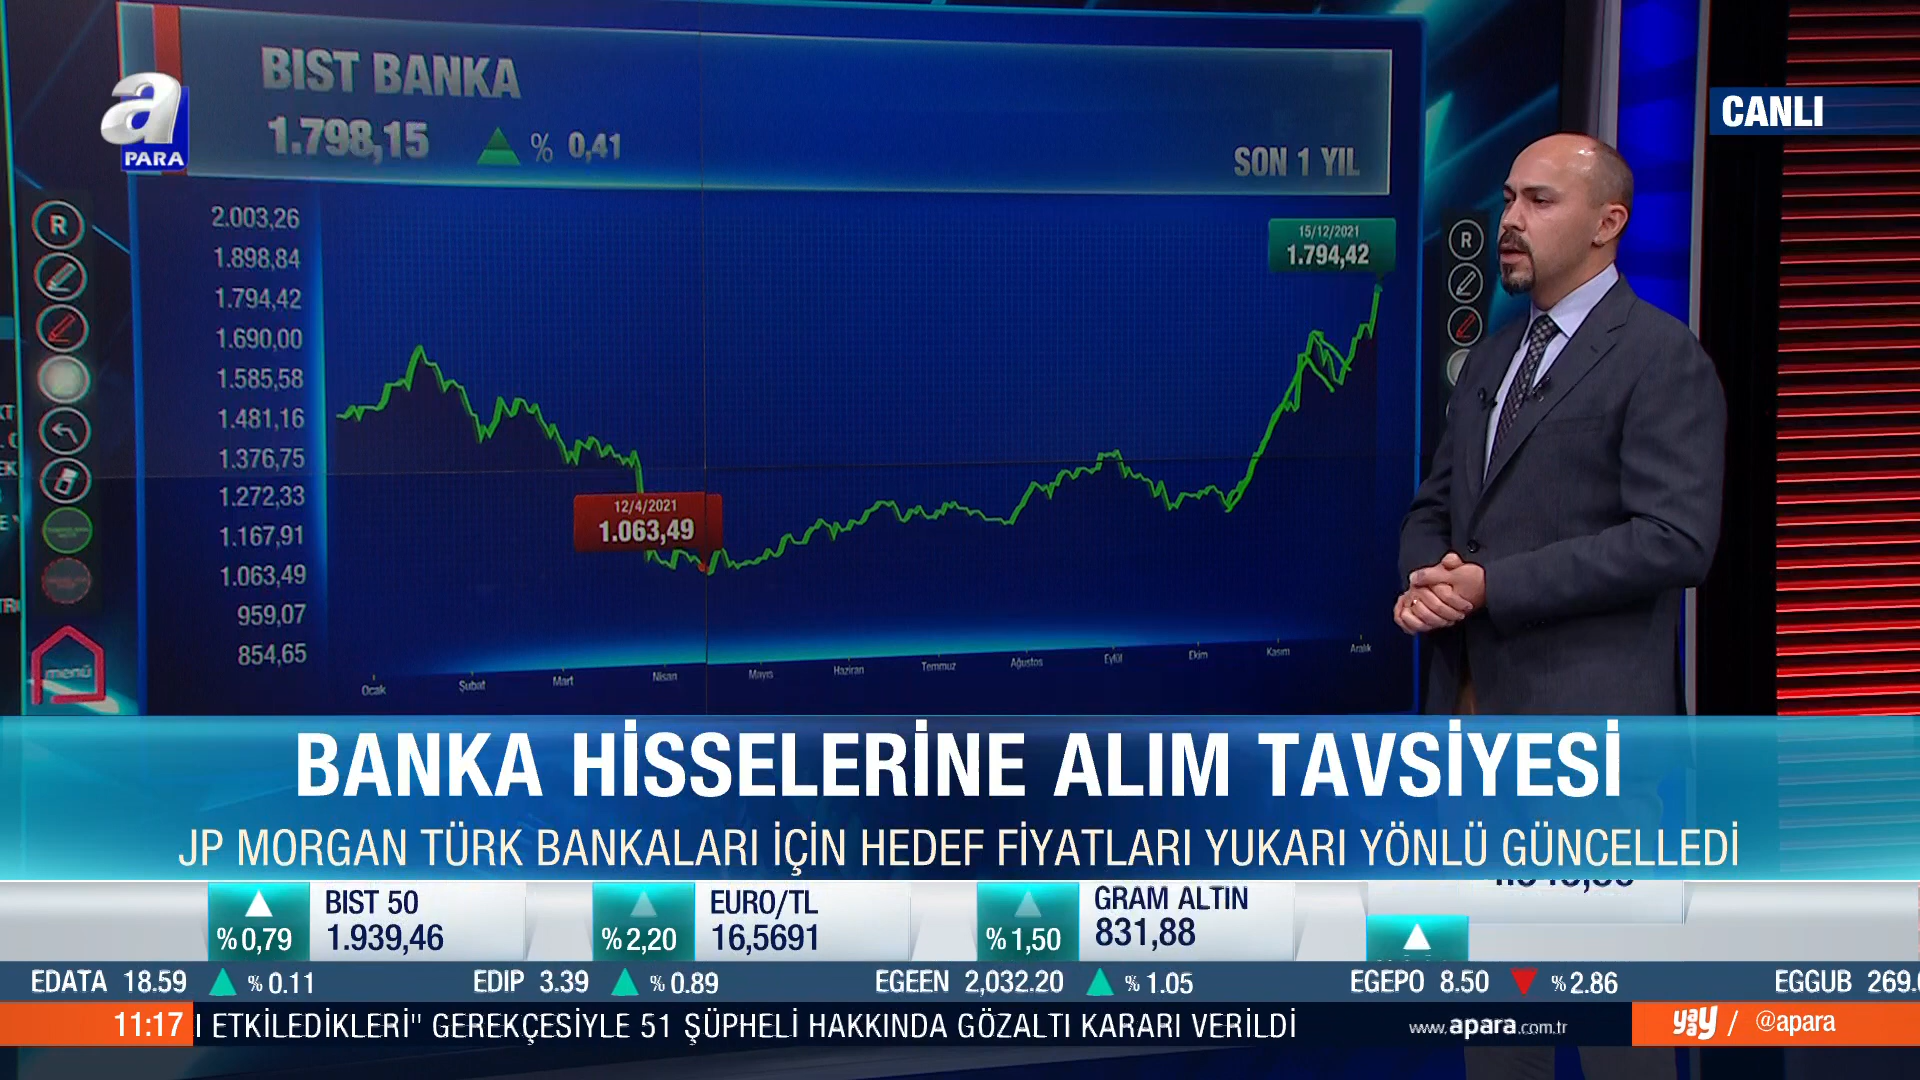 BIST BANKA
1.798,15 % 0,41
SON 1 YIL
a
PARA
CANLI
R
R
2.003,26
1.898,84
1.794,42
1.690,00
1.585,58
1.481,16
1.376,75
1.272,33
1.167,91
1.063,49
959,07
854,65
15/12/2021
1.794,42
12/4/2021
1.063,49
Ocak Şubat Mart Nisan Mayıs Haziran Temmuz Ağustos Eylül Ekim Kasım Aralık
menü
BANKA HİSSELERİNE ALIM TAVSİYESİ
JP MORGAN TÜRK BANKALARI İÇİN HEDEF FİYATLARI YUKARI YÖNLÜ GÜNCELLEDİ
%0,79 BIST 50 1.939,46
%2,20 EURO/TL 16,5691
%1,50 GRAM ALTIN 831,88
EDATA 18.59 % 0.11 EDIP 3.39 % 0.89 EGEEN 2,032.20 % 1.05 EGEPO 8.50 % 2.86 EGGUB 269.0
11:17 I ETKİLEDİKLERİ" GEREKÇESİYLE 51 ŞÜPHELİ HAKKINDA GÖZALTI KARARI VERİLDİ www.apara.com.tr yaay / @apara